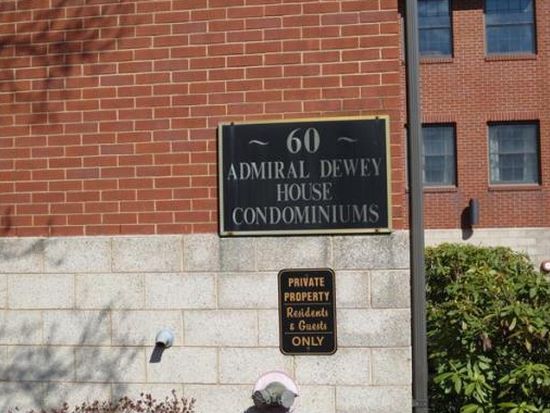 ~ 60 ~
ADMIRAL DEWEY
HOUSE
CONDOMINIUMS
PRIVATE
PROPERTY
Residents
& Guests
ONLY